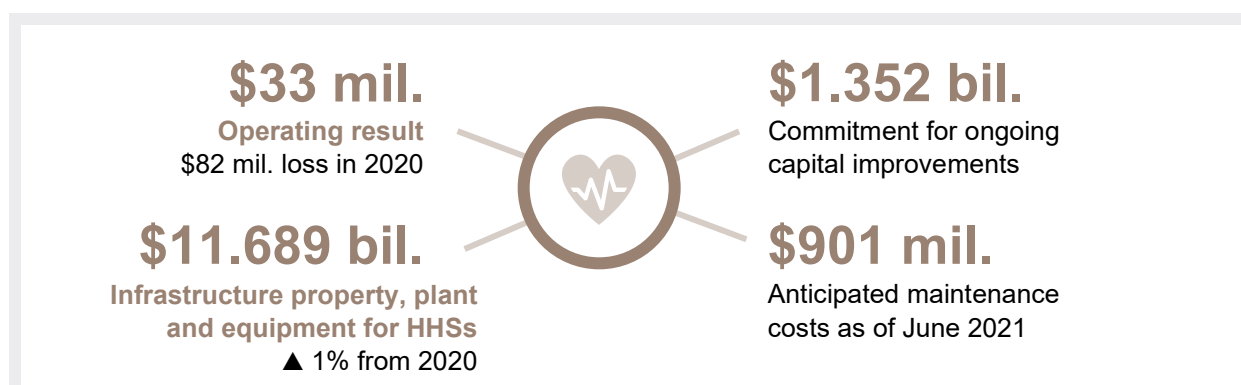 $33 mil.
Operating result
$82 mil. loss in 2020
$11.689 bil.
Infrastructure property, plant
and equipment for HHSs
▲ 1% from 2020
$1.352 bil.
Commitment for ongoing
capital improvements
$901 mil.
Anticipated maintenance
costs as of June 2021